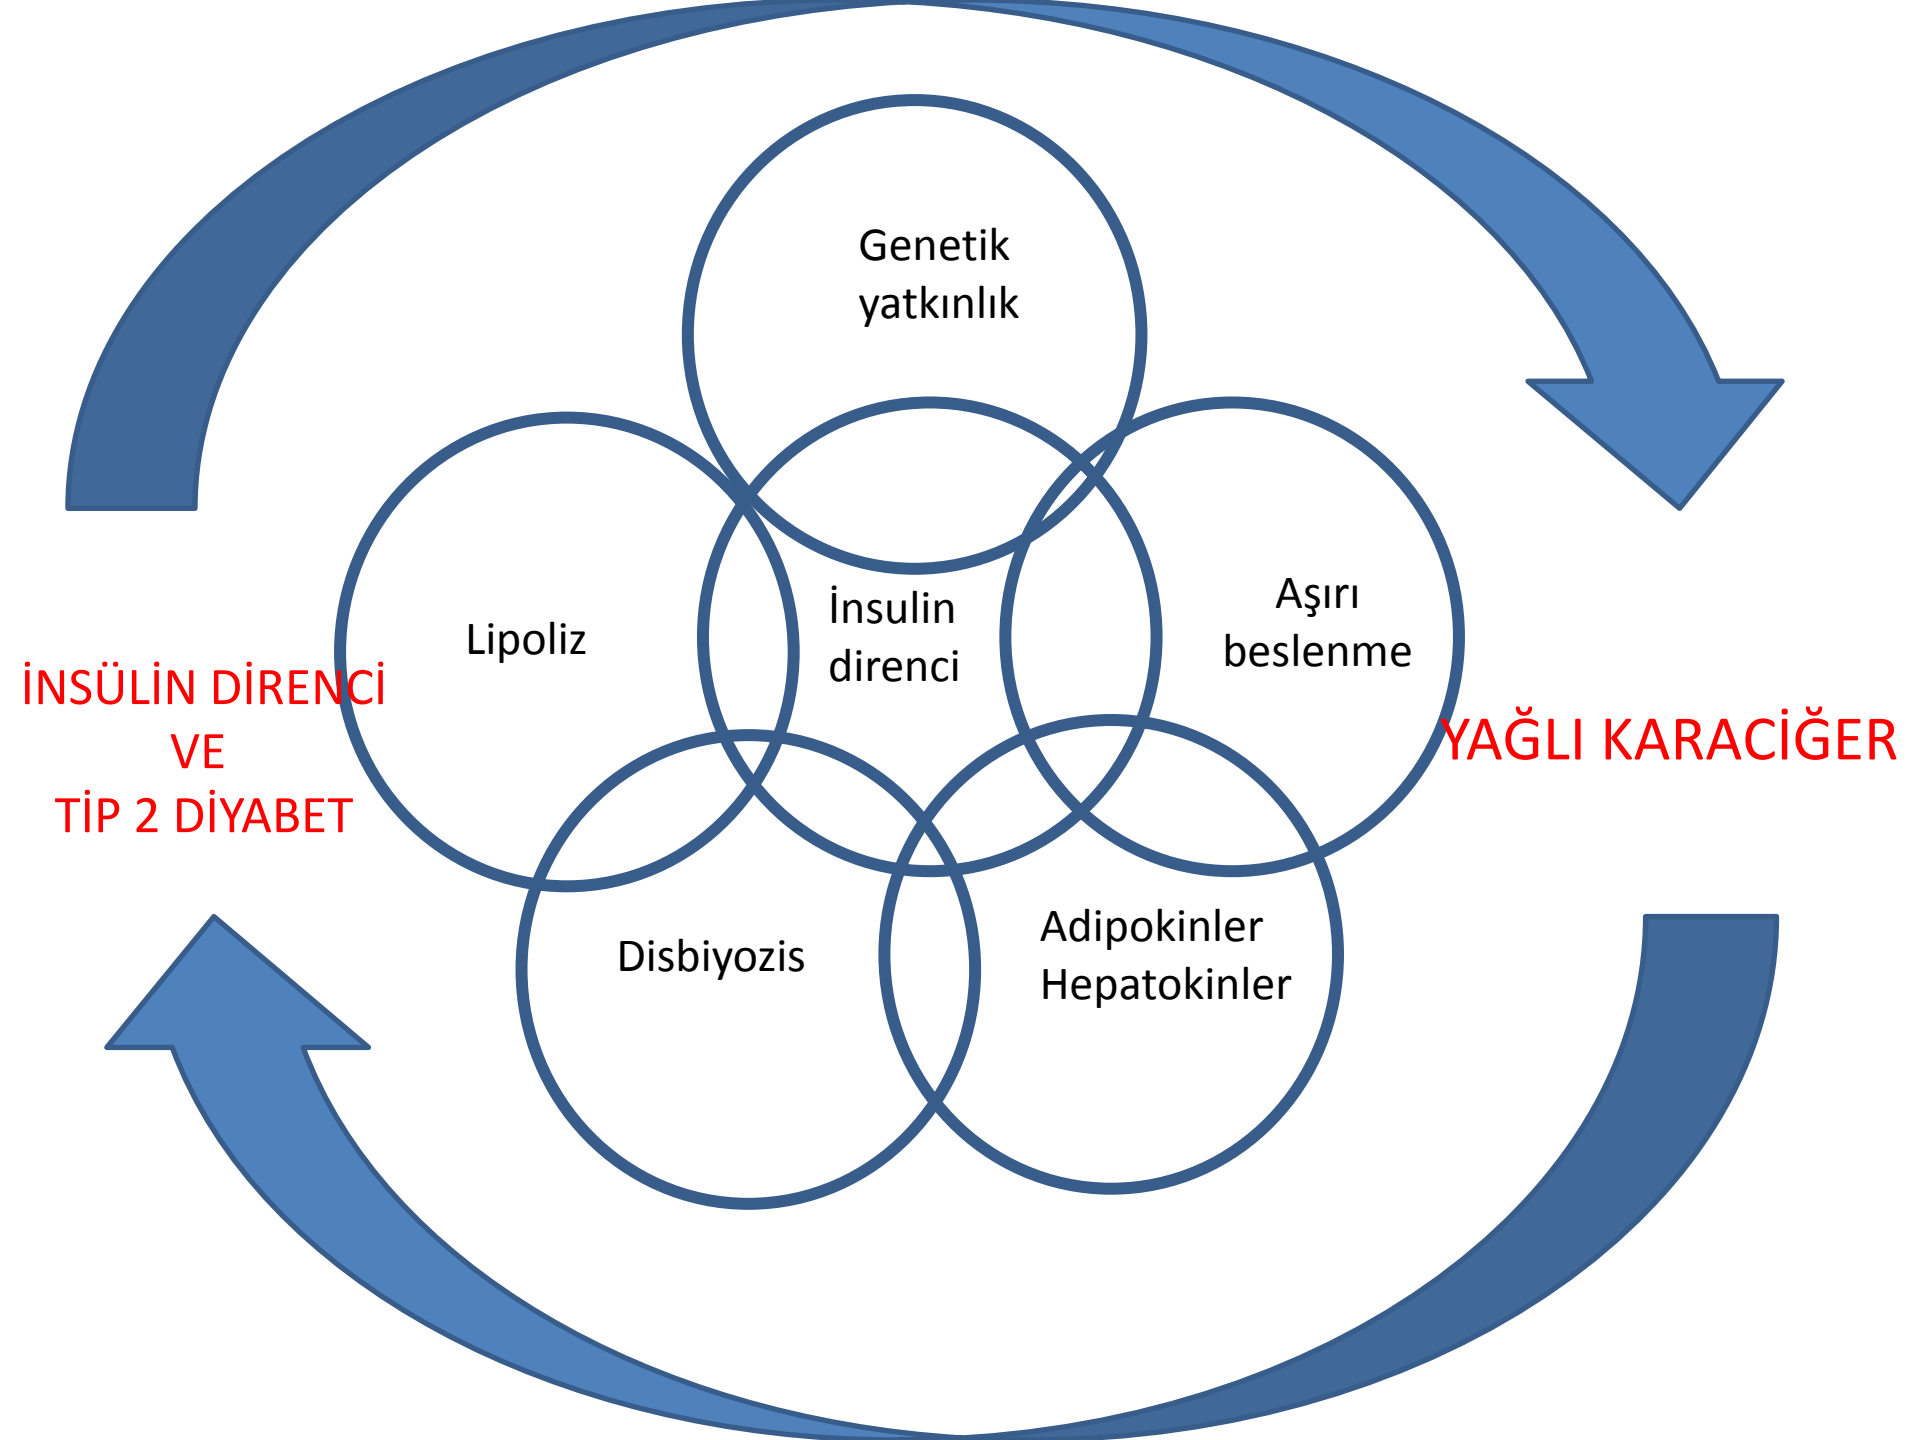 Genetik
yatkınlık
Lipoliz
İnsulin
direnci
Aşırı
beslenme
İNSÜLİN DİRENCİ
VE
TİP 2 DİYABET
YAĞLI KARACİĞER
Disbiyozis
Adipokinler
Hepatokinler